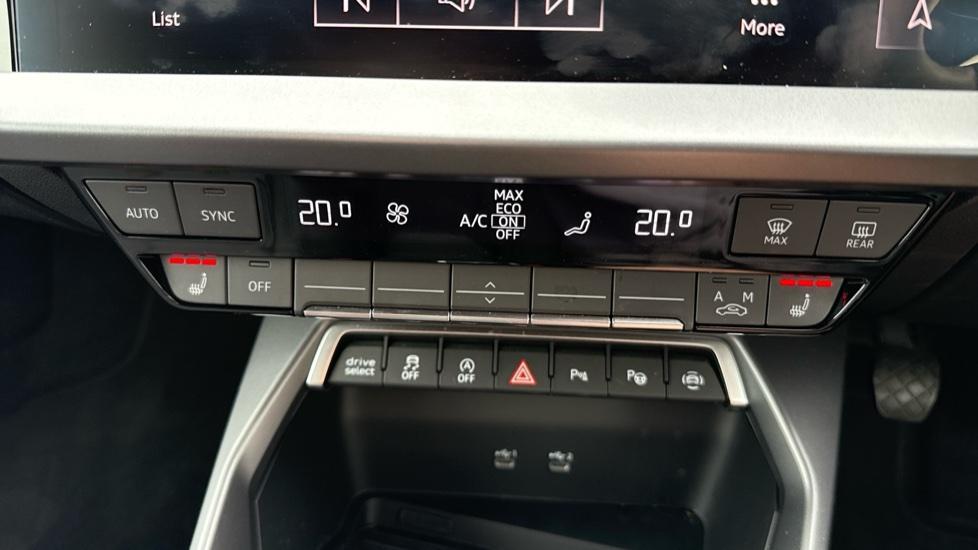 List
More
AUTO
SYNC
20.0
A/C
MAX
ECO
ON
OFF
20.0
MAX
REAR
OFF
A M
drive
select
OFF
OFF
P
P